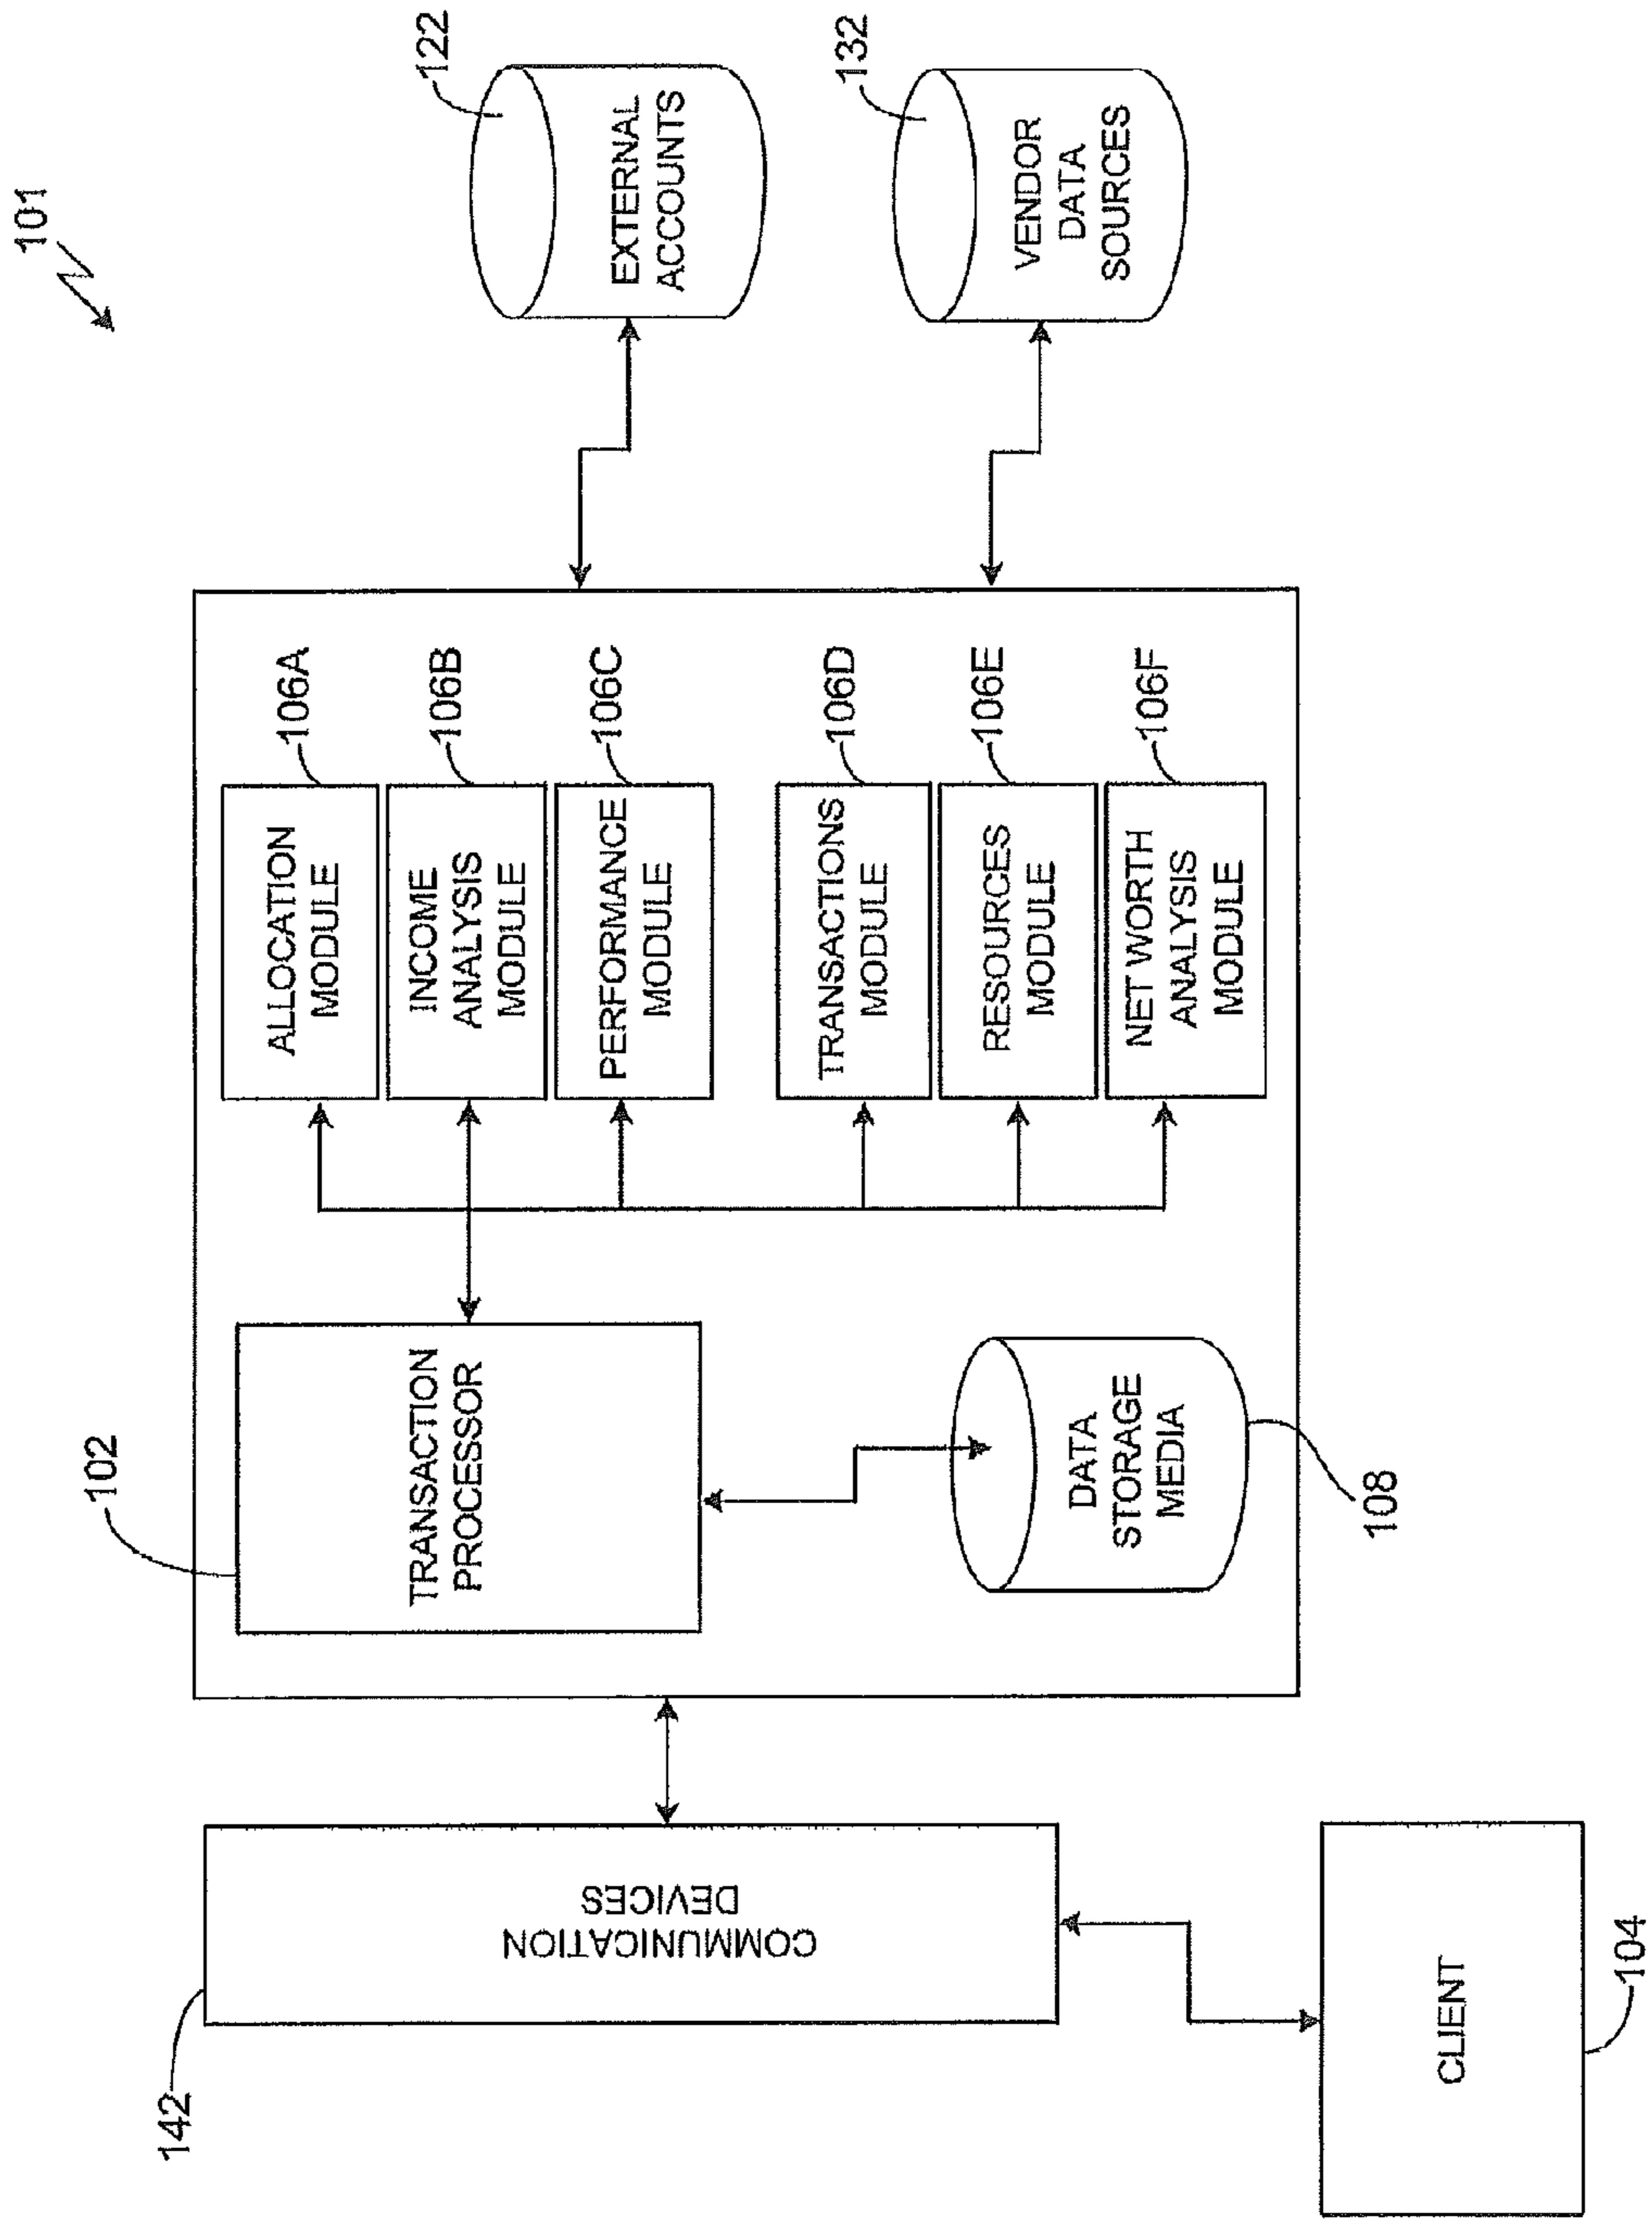 101
142
COMMUNICATION
DEVICES
CLIENT
104
102
TRANSACTION
PROCESSOR
DATA
STORAGE
MEDIA
108
ALLOCATION
MODULE
106A
INCOME
ANALYSIS
MODULE
106B
PERFORMANCE
MODULE
106C
TRANSACTIONS
MODULE
106D
RESOURCES
MODULE
106E
NET WORTH
ANALYSIS
MODULE
106F
EXTERNAL
ACCOUNTS
122
VENDOR
DATA
SOURCES
132